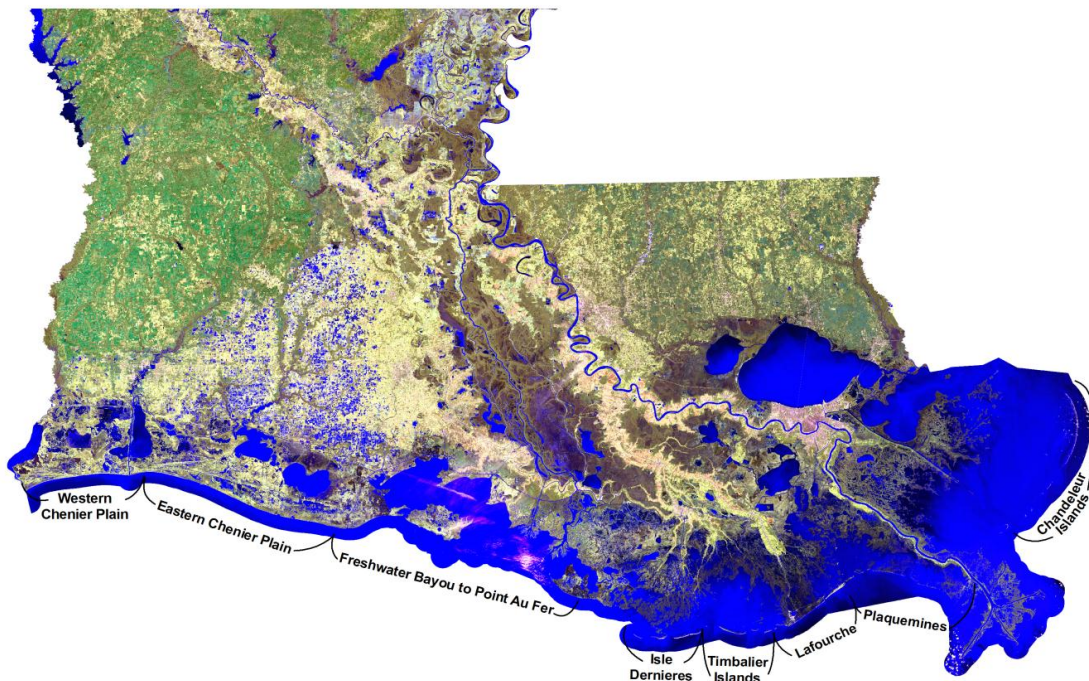 Western
Chenier Plain
Eastern Chenier Plain
Freshwater Bayou to Point Au Fer
Isle
Dernieres
Timbalier
Islands
Lafourche
Plaquemines
Chandeleur
Islands